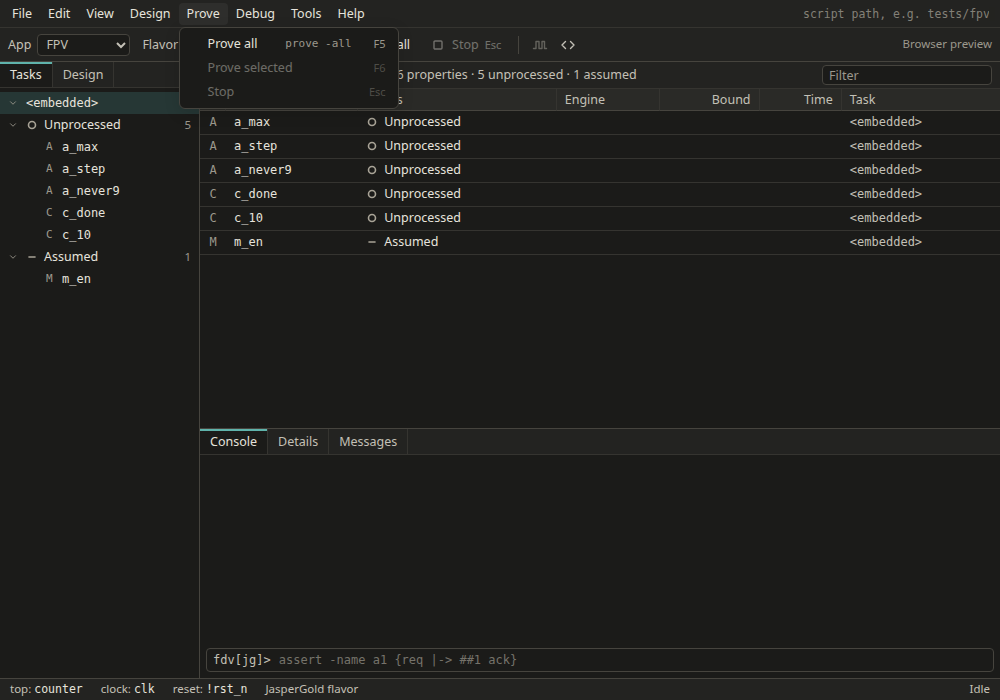 File Edit View Design Prove Debug Tools Help script path, e.g. tests/fpv
App FPV Flavor all Stop Esc Browser preview
Prove all prove -all F5
Prove selected F6
Stop Esc
Tasks Design 6 properties · 5 unprocessed · 1 assumed Filter
s Engine Bound Time Task
<embedded>
Unprocessed 5
A a_max
A a_step
A a_never9
C c_done
C c_10
Assumed 1
M m_en
A a_max Unprocessed <embedded>
A a_step Unprocessed <embedded>
A a_never9 Unprocessed <embedded>
C c_done Unprocessed <embedded>
C c_10 Unprocessed <embedded>
M m_en Assumed <embedded>
Console Details Messages
fdv[jg]> assert -name a1 {req |-> ##1 ack}
top: counter clock: clk reset: !rst_n JasperGold flavor Idle